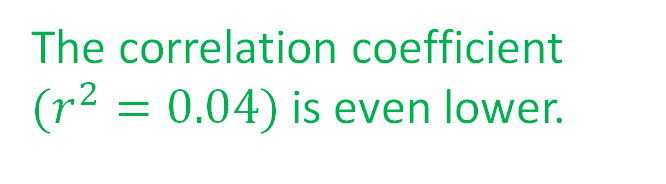 The correlation coefficient
(r² = 0.04) is even lower.